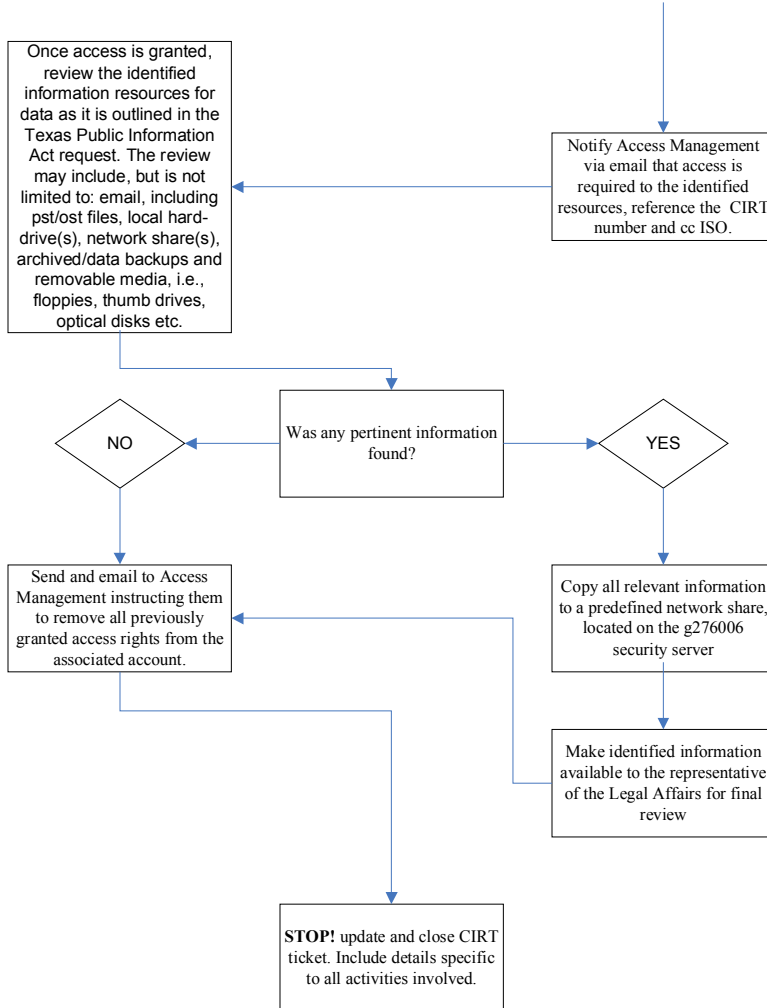 Notify Access Management
via email that access is
required to the identified
resources, reference the CIRT
number and cc ISO.
Once access is granted,
review the identified
information resources for
data as it is outlined in the
Texas Public Information
Act request. The review
may include, but is not
limited to: email, including
pst/ost files, local hard-
drive(s), network share(s),
archived/data backups and
removable media, i.e.,
floppies, thumb drives,
optical disks etc.
Was any pertinent information
found?
NO
YES
Send and email to Access
Management instructing them
to remove all previously
granted access rights from the
associated account.
Copy all relevant information
to a predefined network share,
located on the g276006
security server
Make identified information
available to the representative
of the Legal Affairs for final
review
STOP! update and close CIRT
ticket. Include details specific
to all activities involved.